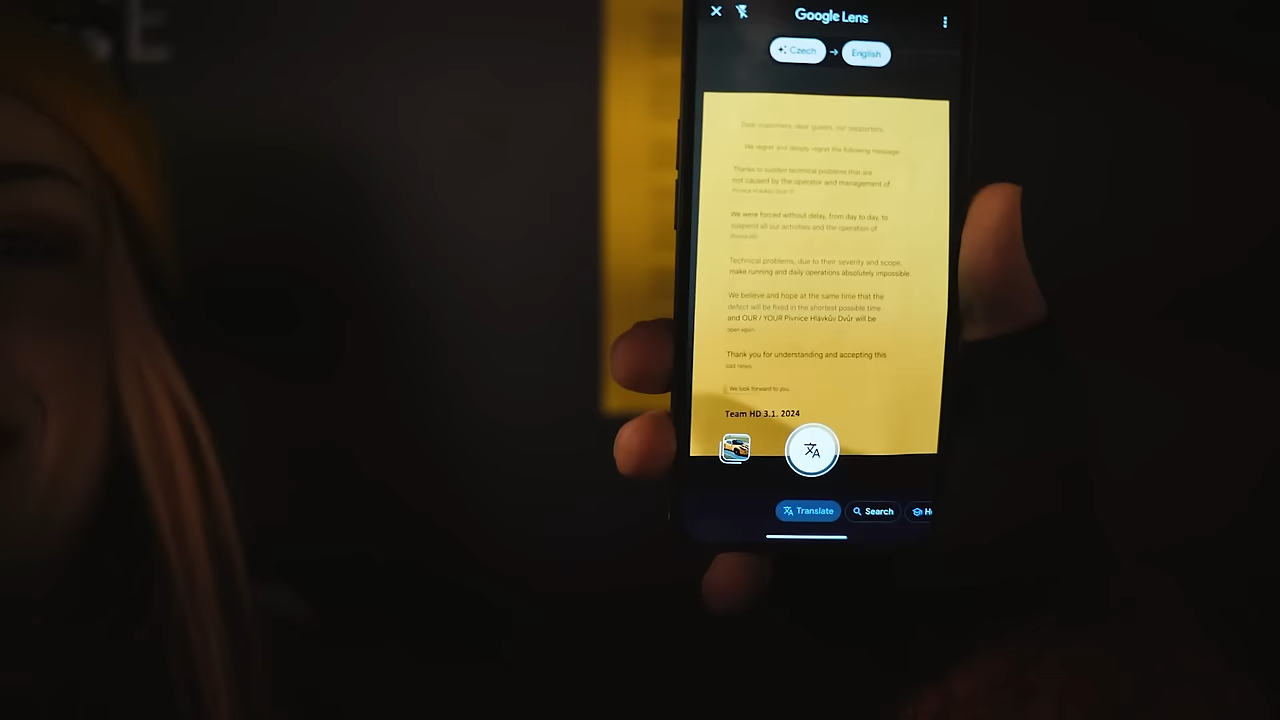 SE
Google Lens
Czech → English
Dear customers, dear guests, our supporters,
We regret and deeply regret the following message
Thanks to sudden technical problems that are
not caused by the operator and management of
Pivnice Hlávkův Dvůr
We were forced without delay, from day to day, to
suspend all our activities and the operation of
Technical problems, due to their severity and scope,
make running and daily operations absolutely impossible.
We believe and hope at the same time that the
defect will be fixed in the shortest possible time
and OUR / YOUR Pivnice Hlávkův Dvůr will be
open again.
Thank you for understanding and accepting this
sad news.
We look forward to you.
Team HD 3.1. 2024
Translate
Search